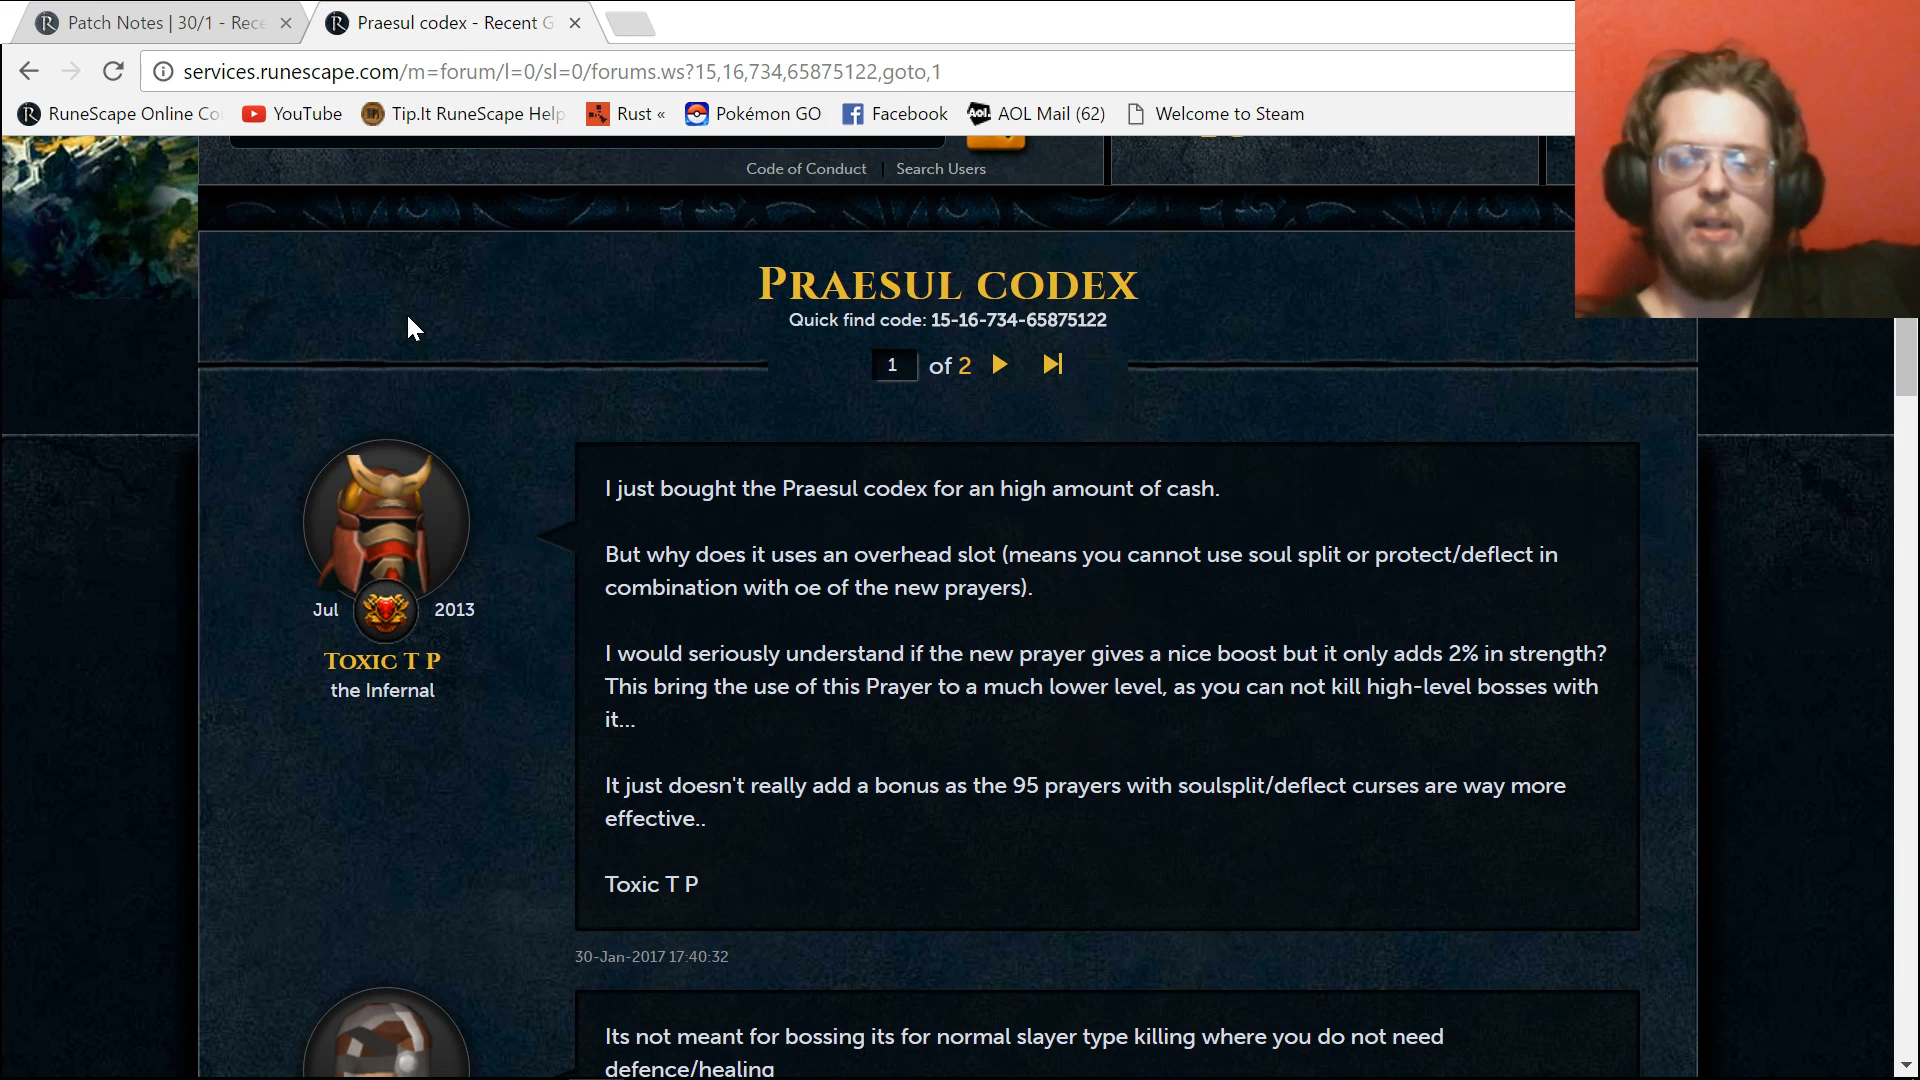 Patch Notes | 30/1 - Rece
Praesul codex - Recent G
services.runescape.com/m=forum/l=0/sl=0/forums.ws?15,16,734,65875122,goto,1
RuneScape Online Co
YouTube
Tip.It RuneScape Help
Rust «
Pokémon GO
Facebook
Aol.
AOL Mail (62)
Welcome to Steam
Code of Conduct
Search Users
PRAESUL CODEX
Quick find code: 15-16-734-65875122
1 of 2
I just bought the Praesul codex for an high amount of cash.
But why does it uses an overhead slot (means you cannot use soul split or protect/deflect in
combination with oe of the new prayers).
I would seriously understand if the new prayer gives a nice boost but it only adds 2% in strength?
This bring the use of this Prayer to a much lower level, as you can not kill high-level bosses with
it...
It just doesn't really add a bonus as the 95 prayers with soulsplit/deflect curses are way more
effective..
Toxic T P
Jul 2013
TOXIC T P
the Infernal
30-Jan-2017 17:40:32
Its not meant for bossing its for normal slayer type killing where you do not need
defence/healing